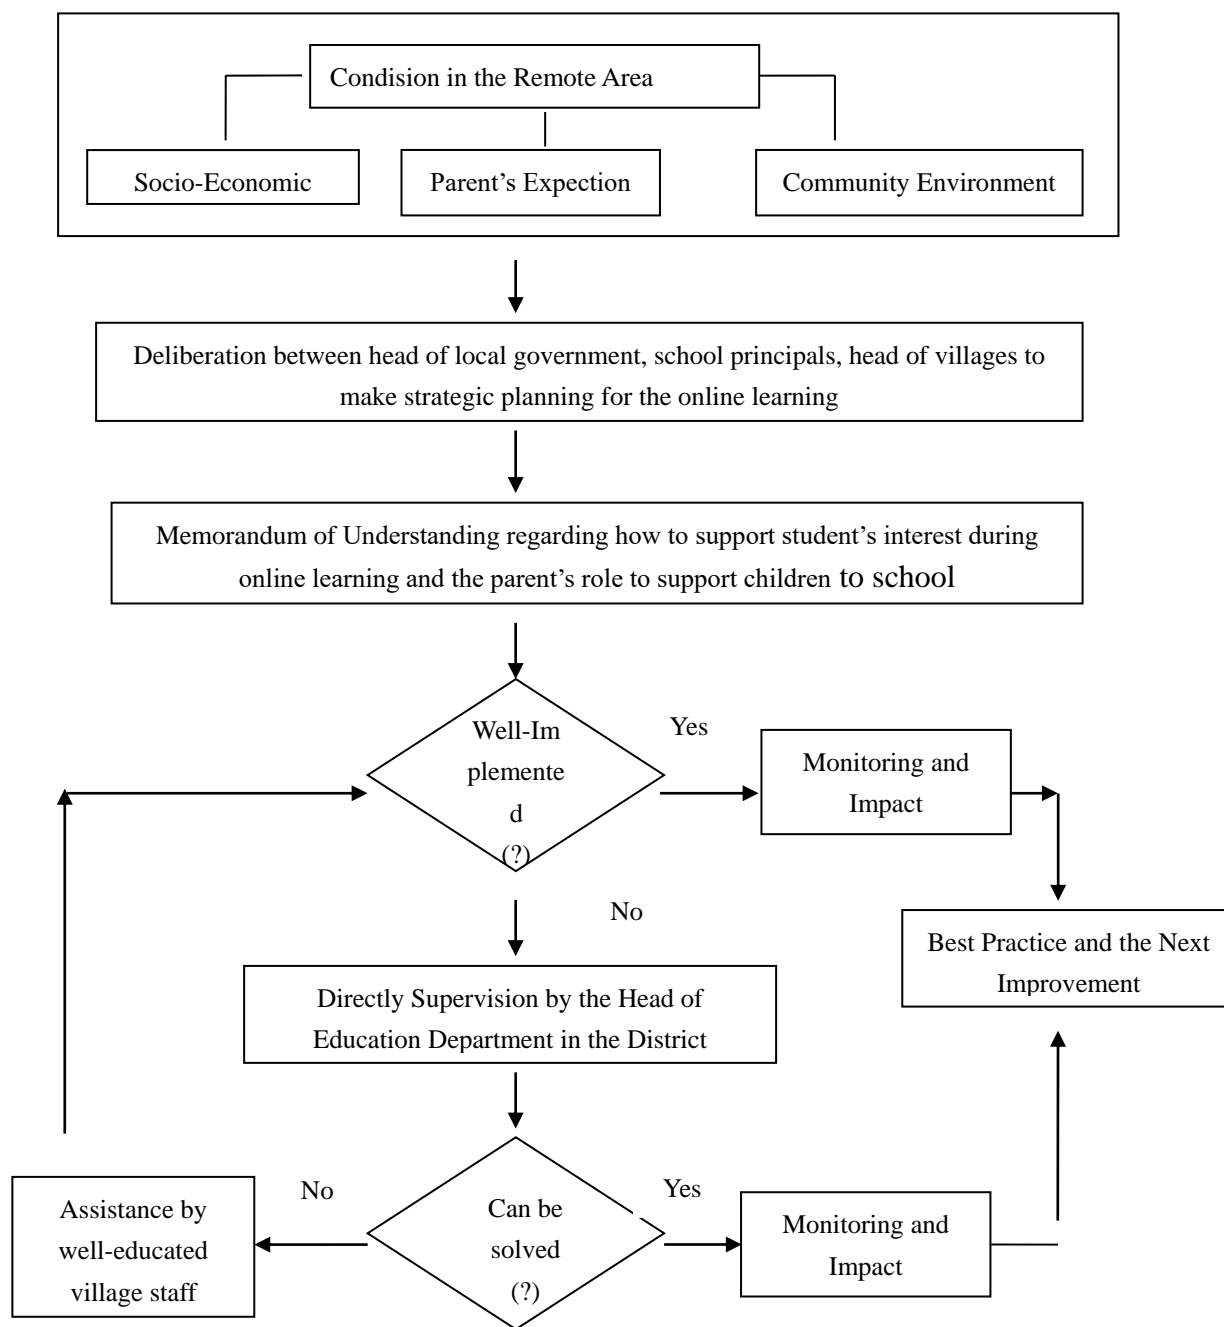 Condision in the Remote Area
Socio-Economic
Parent’s Expection
Community Environment
Deliberation between head of local government, school principals, head of villages to
make strategic planning for the online learning
Memorandum of Understanding regarding how to support student’s interest during
online learning and the parent’s role to support children to school
Well-Im
plemente
d
(?)
Yes
Monitoring and
Impact
No
Best Practice and the Next
Improvement
Directly Supervision by the Head of
Education Department in the District
Assistance by
well-educated
village staff
No
Can be
solved
(?)
Yes
Monitoring and
Impact